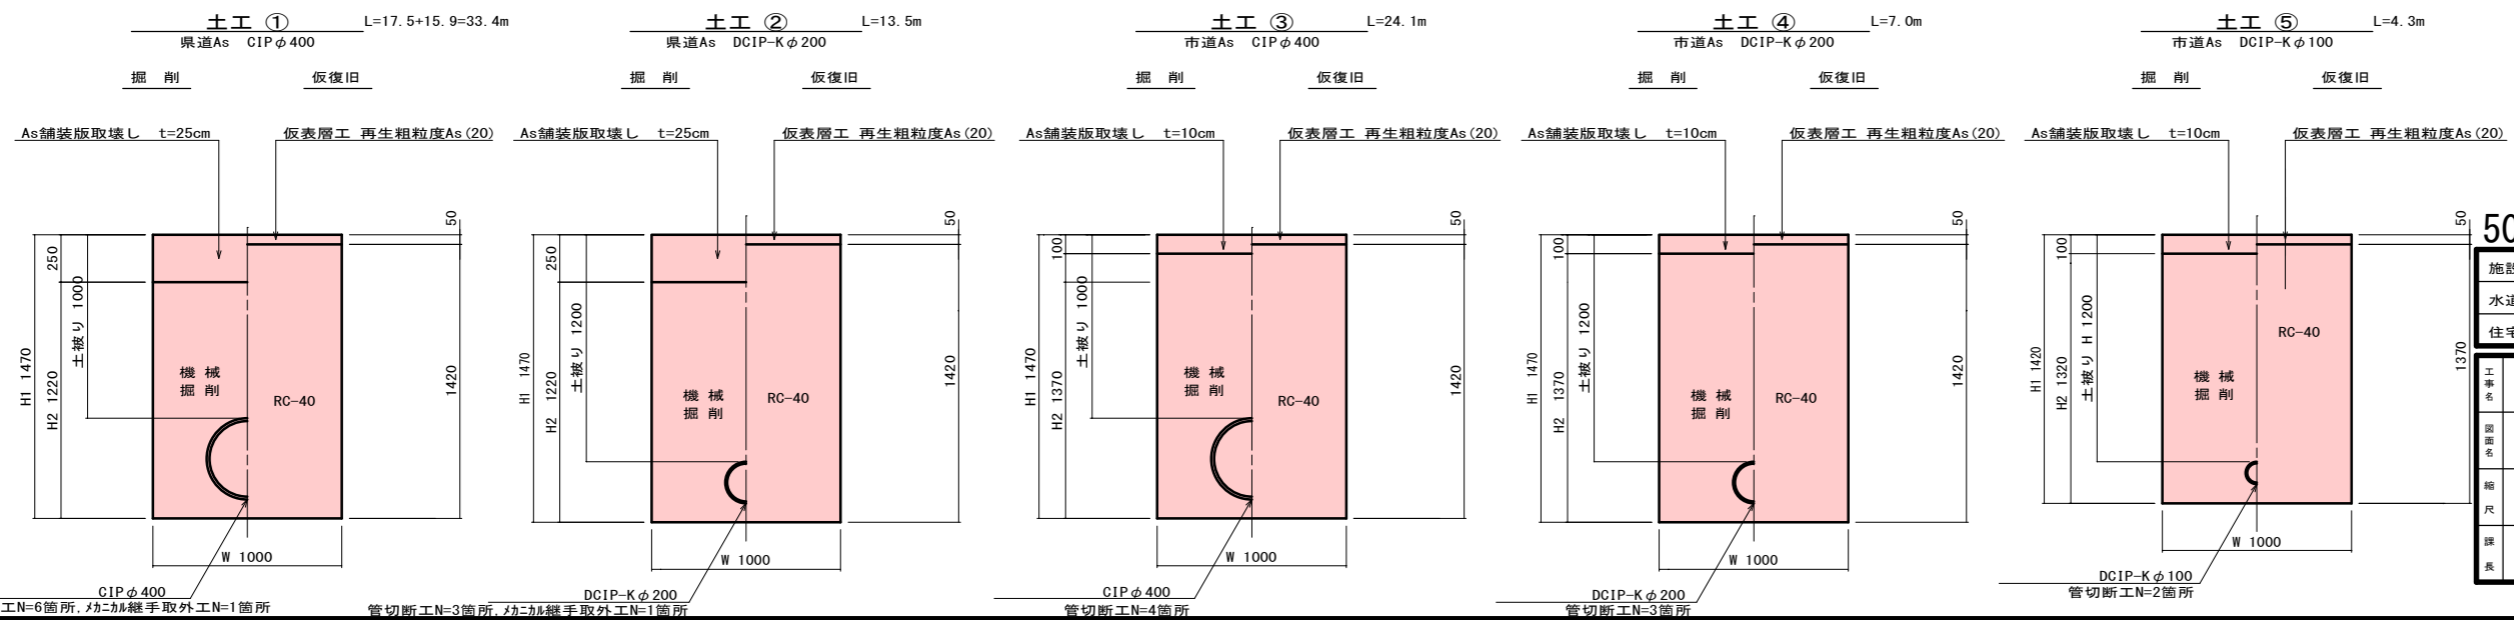 土工 ① L=17.5+15.9=33.4m
県道As CIPφ400
掘 削 仮復旧
As舗装版取壊し t=25cm 仮表層工 再生粗粒度As(20)
50
250
土被り 1000
H1 1470
H2 1220
機 械
掘 削
RC-40
1420
W 1000
CIPφ400
工N=6箇所,メカニカル継手取外工N=1箇所
土工 ② L=13.5m
県道As DCIP-Kφ200
掘 削 仮復旧
As舗装版取壊し t=25cm 仮表層工 再生粗粒度As(20)
50
250
土被り 1200
H1 1470
H2 1220
機 械
掘 削
RC-40
1420
W 1000
DCIP-Kφ200
管切断工N=3箇所,メカニカル継手取外工N=1箇所
土工 ③ L=24.1m
市道As CIPφ400
掘 削 仮復旧
As舗装版取壊し t=10cm 仮表層工 再生粗粒度As(20)
50
100
土被り 1000
H1 1470
H2 1370
機 械
掘 削
RC-40
1420
W 1000
CIPφ400
管切断工N=4箇所
土工 ④ L=7.0m
市道As DCIP-Kφ200
掘 削 仮復旧
As舗装版取壊し t=10cm 仮表層工 再生粗粒度As(20)
50
100
土被り 1200
H1 1470
H2 1370
機 械
掘 削
RC-40
1420
W 1000
DCIP-Kφ200
管切断工N=3箇所
土工 ⑤ L=4.3m
市道As DCIP-Kφ100
掘 削 仮復旧
As舗装版取壊し t=10cm 仮表層工 再生粗粒度As(20)
50
100
土被り H 1200
H1 1420
H2 1320
機 械
掘 削
RC-40
1370
W 1000
DCIP-Kφ100
管切断工N=2箇所
50
施設
水道
住宅
工事名
図面名
縮尺
課長